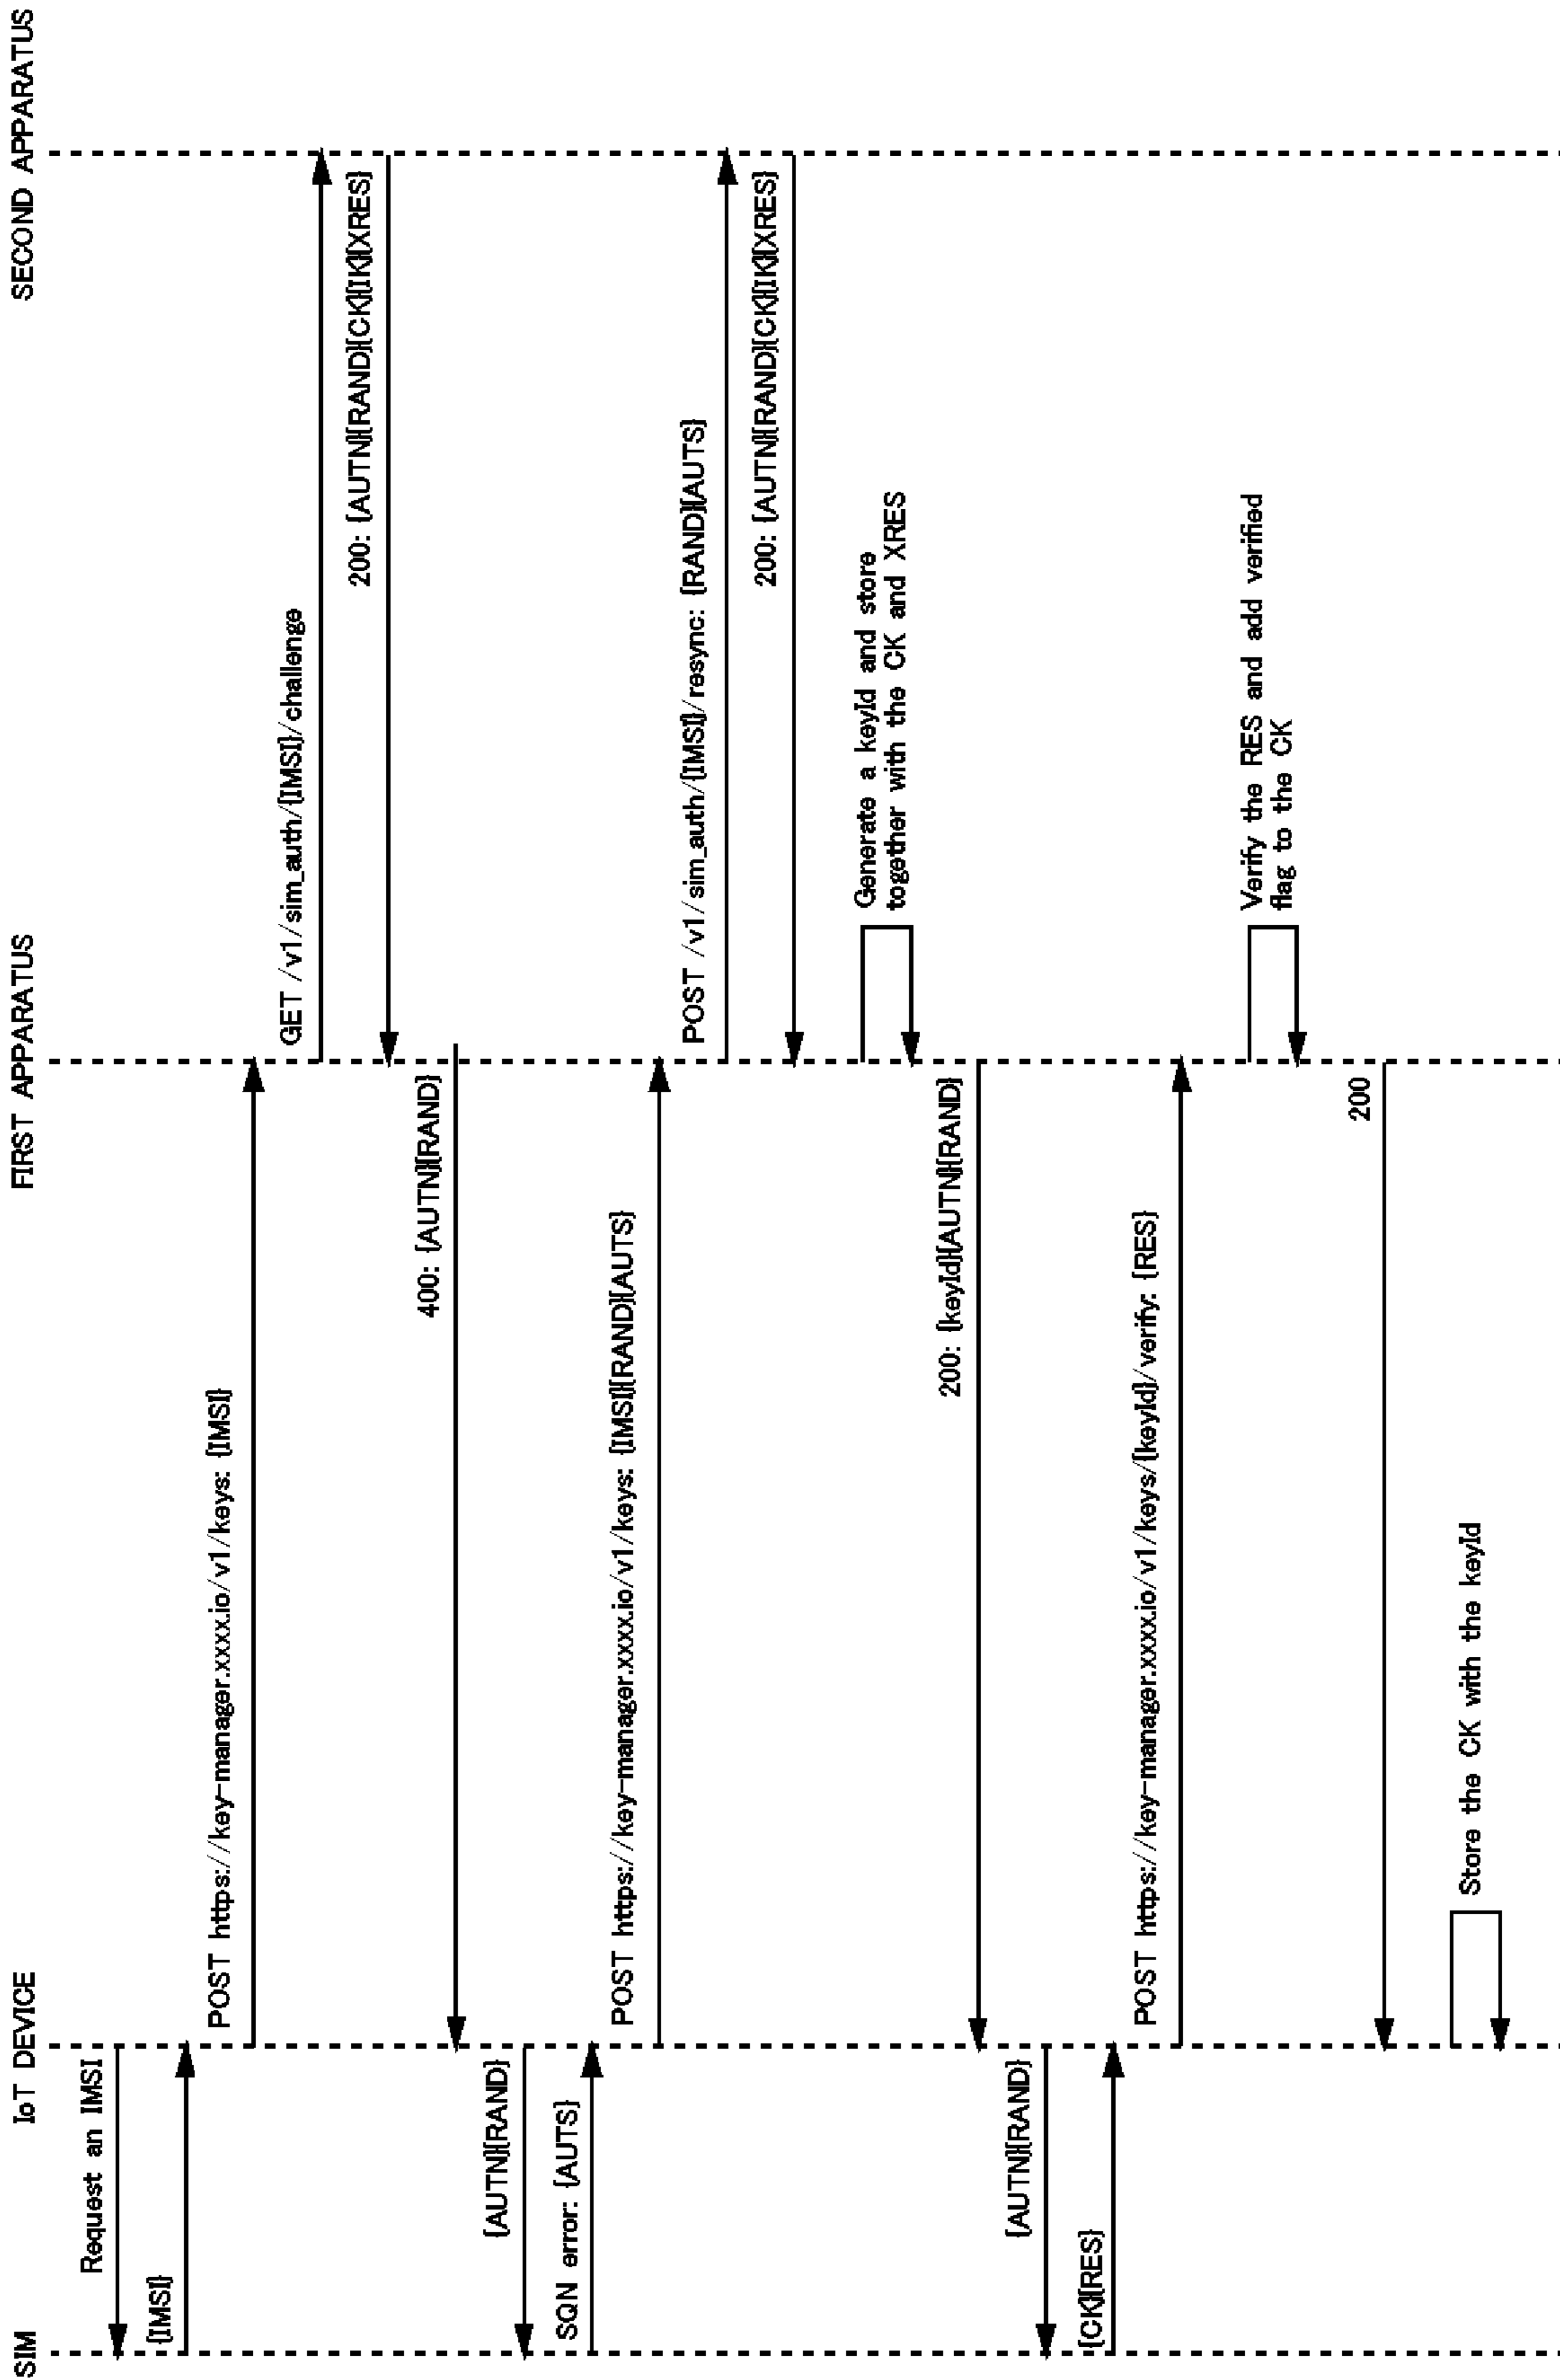 SIM
IoT DEVICE
FIRST APPARATUS
SECOND APPARATUS
Request an IMSI
{IMSI}
POST https://key-manager.xxxx.io/v1/keys: {IMSI}
GET /v1/sim_auth/{IMSI}/challenge
200: {AUTN}{RAND}{CK}{IK}{XRES}
400: {AUTN}{RAND}
{AUTN}{RAND}
SQN error: {AUTS}
POST https://key-manager.xxxx.io/v1/keys: {IMSI}{RAND}{AUTS}
POST /v1/sim_auth/{IMSI}/resync: {RAND}{AUTS}
200: {AUTN}{RAND}{CK}{IK}{XRES}
Generate a keyId and store
together with the CK and XRES
200: {keyId}{AUTN}{RAND}
{AUTN}{RAND}
{CK}{RES}
POST https://key-manager.xxxx.io/v1/keys/{keyId}/verify: {RES}
Verify the RES and add verified
flag to the CK
200
Store the CK with the keyId